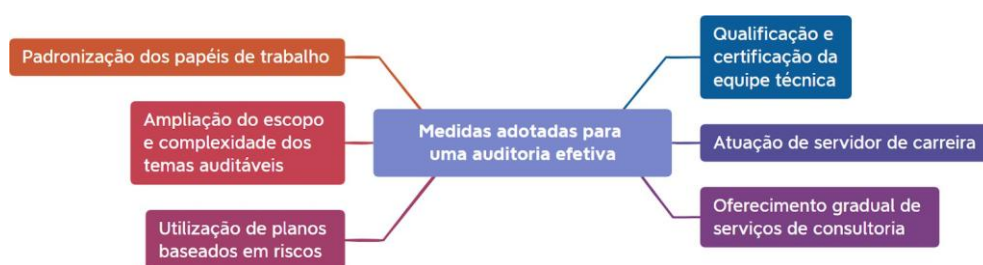 Padronização dos papéis de trabalho
Ampliação do escopo
e complexidade dos
temas auditáveis
Utilização de planos
baseados em riscos
Medidas adotadas para
uma auditoria efetiva
Qualificação e
certificação da
equipe técnica
Atuação de servidor de carreira
Oferecimento gradual de
serviços de consultoria